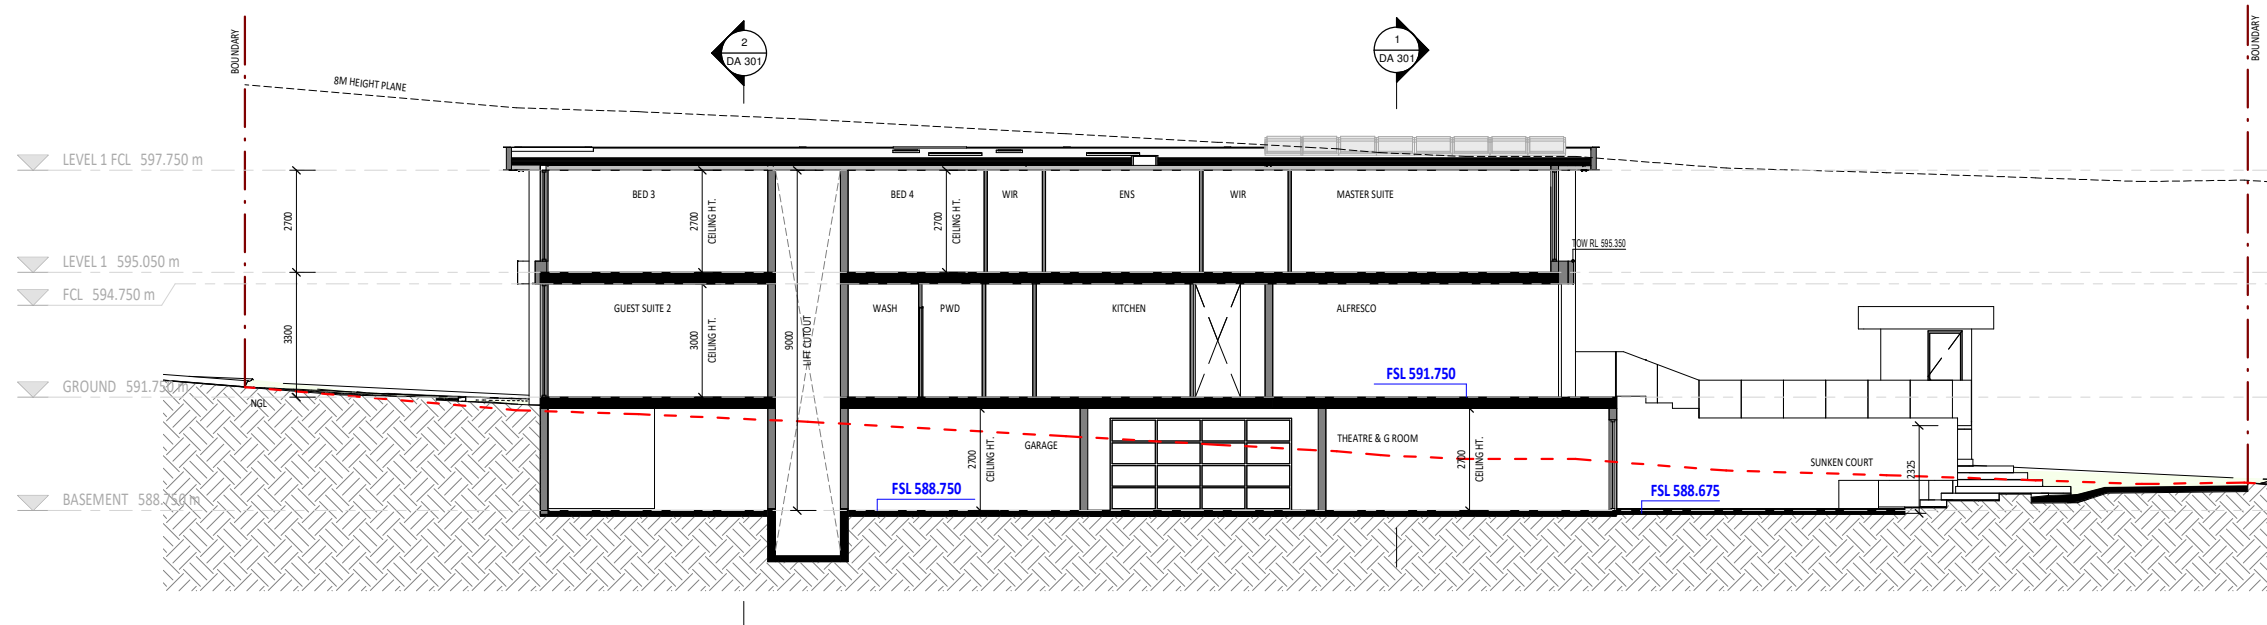 BOUNDARY
2
DA 301
1
DA 301
BOUNDARY
8M HEIGHT PLANE
LEVEL 1 FCL 597.750 m
2700
BED 3
2700
CEILING HT.
BED 4
2700
CEILING HT.
WIR
ENS
WIR
MASTER SUITE
TOW RL 595.350
LEVEL 1 595.050 m
FCL 594.750 m
3300
GUEST SUITE 2
3000
CEILING HT.
9000
LIFT CUTOUT
WASH
PWD
KITCHEN
ALFRESCO
FSL 591.750
GROUND 591.750 m
NGL
GARAGE
2700
CEILING HT.
THEATRE & G ROOM
2700
CEILING HT.
SUNKEN COURT
2325
BASEMENT 588.750 m
FSL 588.750
FSL 588.675